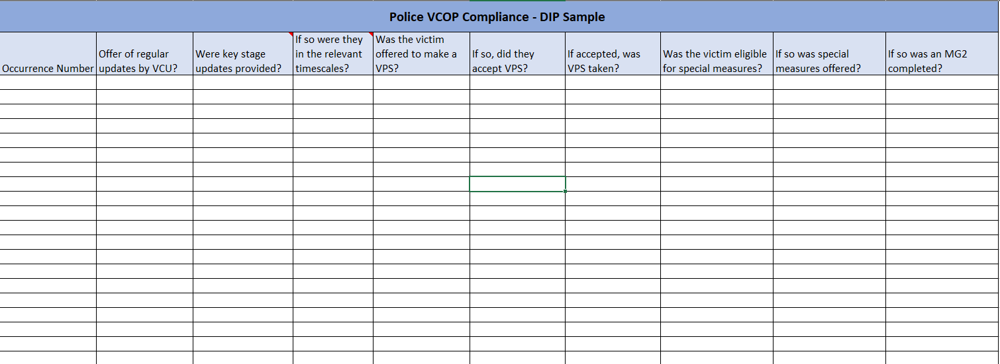 Police VCOP Compliance - DIP Sample
Occurrence Number
Offer of regular
updates by VCU?
Were key stage
updates provided?
If so were they
in the relevant
timescales?
Was the victim
offered to make a
VPS?
If so, did they
accept VPS?
If accepted, was
VPS taken?
Was the victim eligible
for special measures?
If so was special
measures offered?
If so was an MG2
completed?